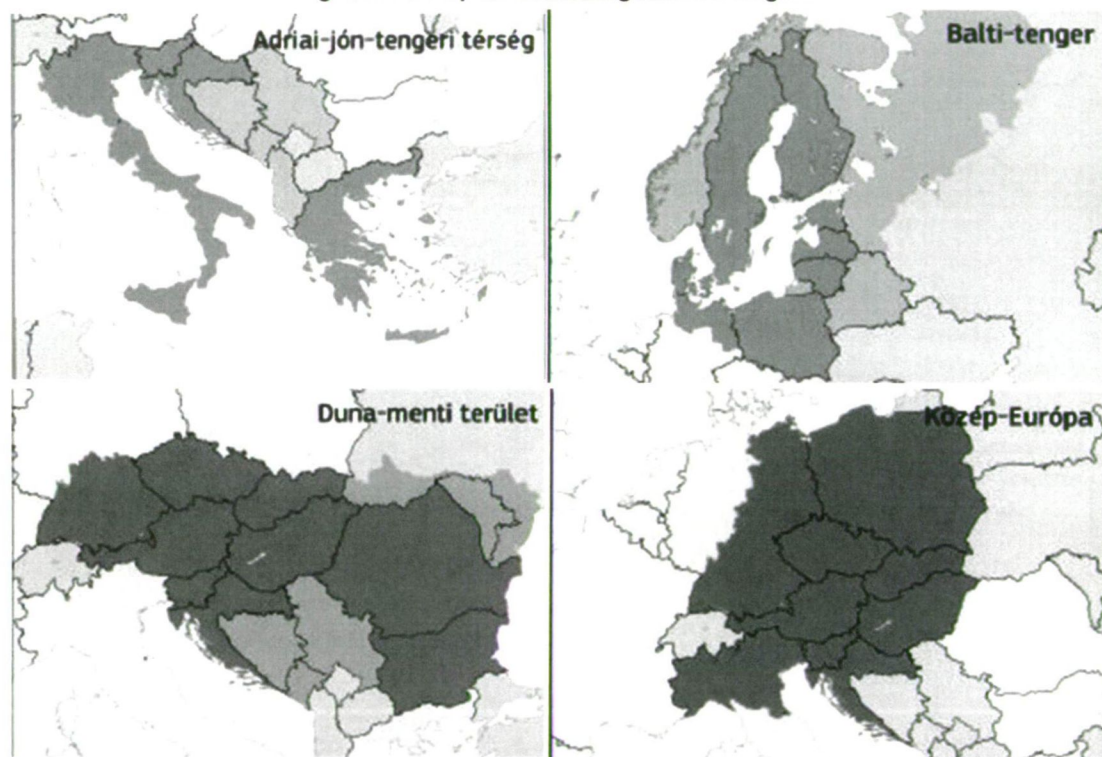 Adriai-jón-tengeri térség
Balti-tenger
Duna-menti terület
Közép-Európa